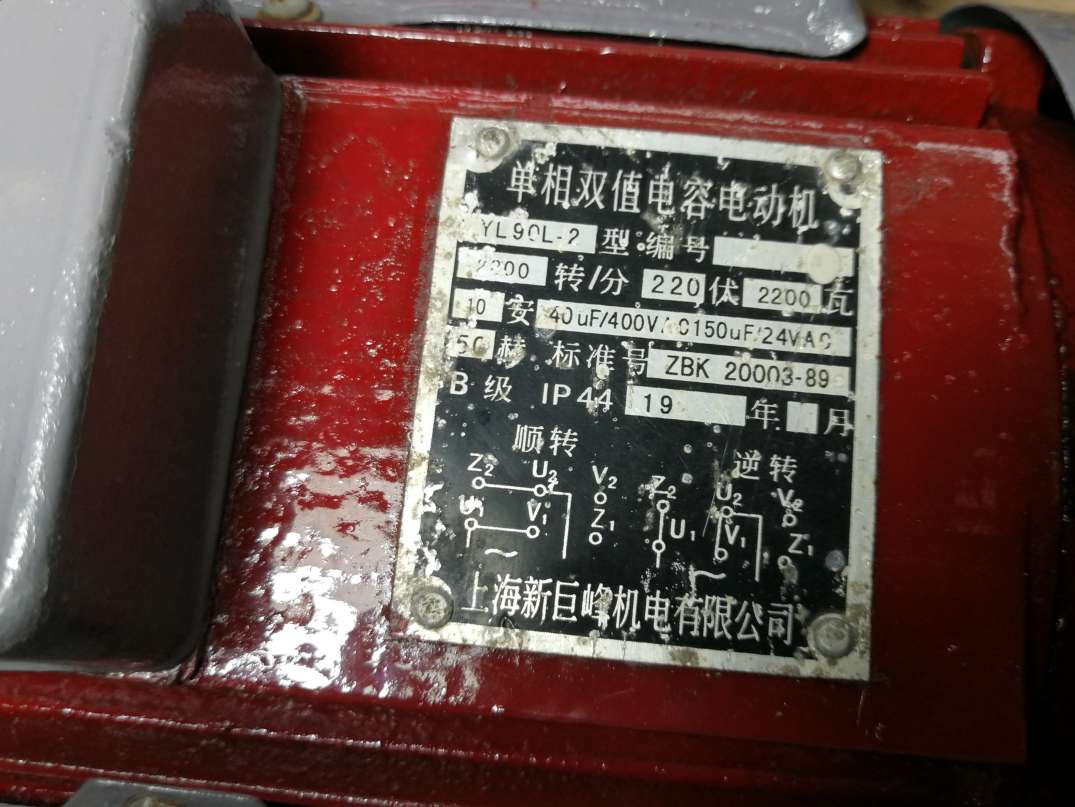 单相双值电容电动机
YL90L-2 型 编号
转/分 220 伏 2200 瓦
10 安 40uF/400VAC150uF/24VAC
50 赫 标准号 ZBK 20003-89
B 级 IP44 19 年 月
顺转 逆转
Z2 U2 V2 Z2 U2 V2
U1 V1 Z1 U1 V1 Z1
~ ~
上海新巨峰机电有限公司